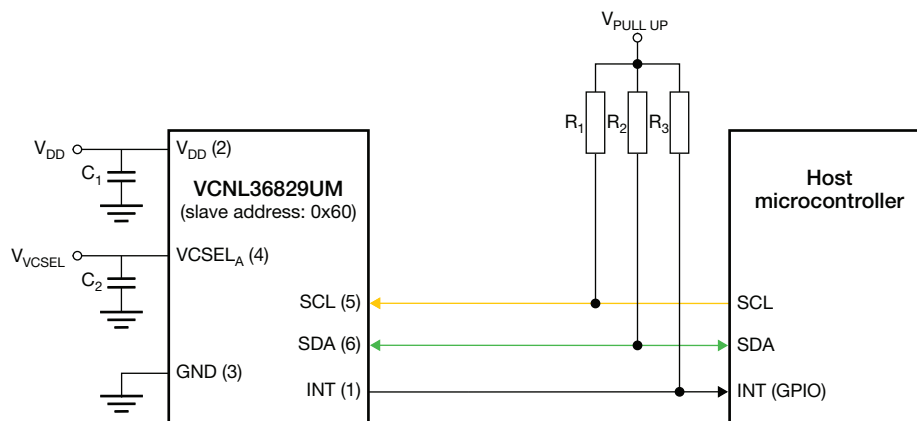 V_PULL UP
R₁ R₂ R₃
V_DD
V_DD (2)
C₁
VCNL36829UM
(slave address: 0x60)
Host
microcontroller
V_VCSEL
VCSEL_A (4)
C₂
SCL (5)
SCL
SDA (6)
SDA
GND (3)
INT (1)
INT (GPIO)